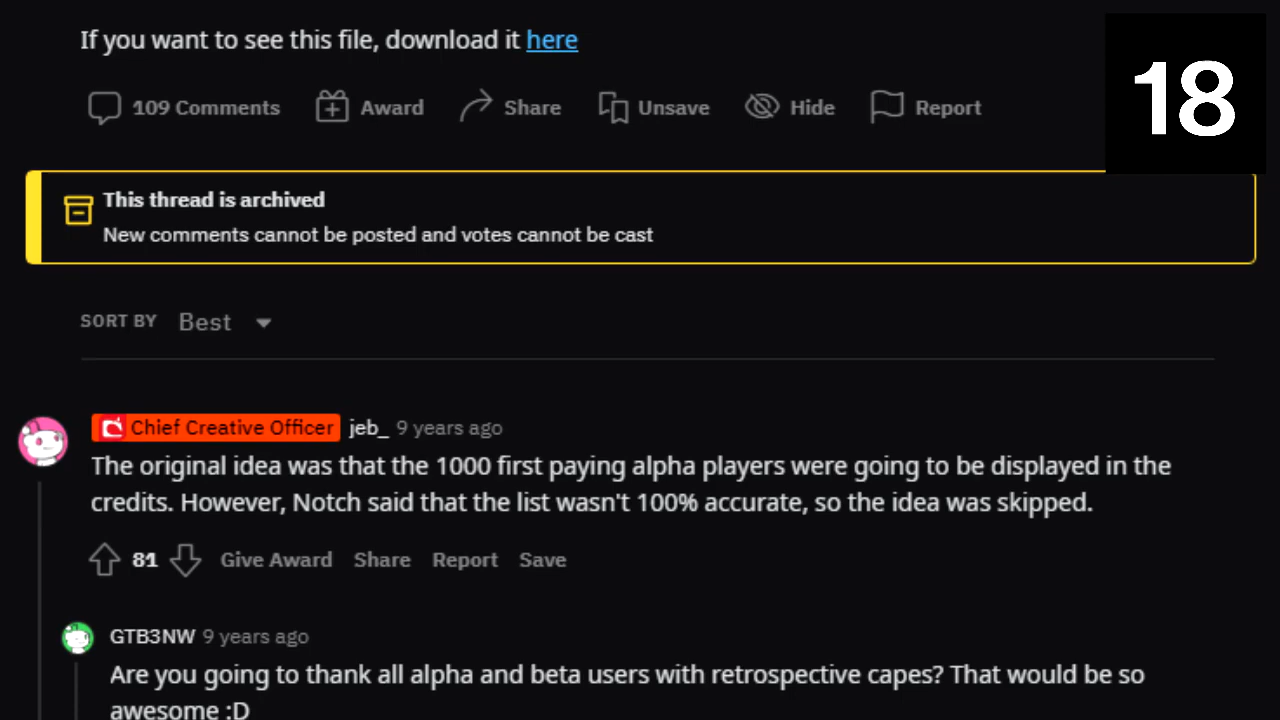 If you want to see this file, download it here
18
109 Comments Award Share Unsave Hide Report
This thread is archived
New comments cannot be posted and votes cannot be cast
SORT BY Best
Chief Creative Officer jeb_ 9 years ago
The original idea was that the 1000 first paying alpha players were going to be displayed in the
credits. However, Notch said that the list wasn't 100% accurate, so the idea was skipped.
81 Give Award Share Report Save
GTB3NW 9 years ago
Are you going to thank all alpha and beta users with retrospective capes? That would be so
awesome :D